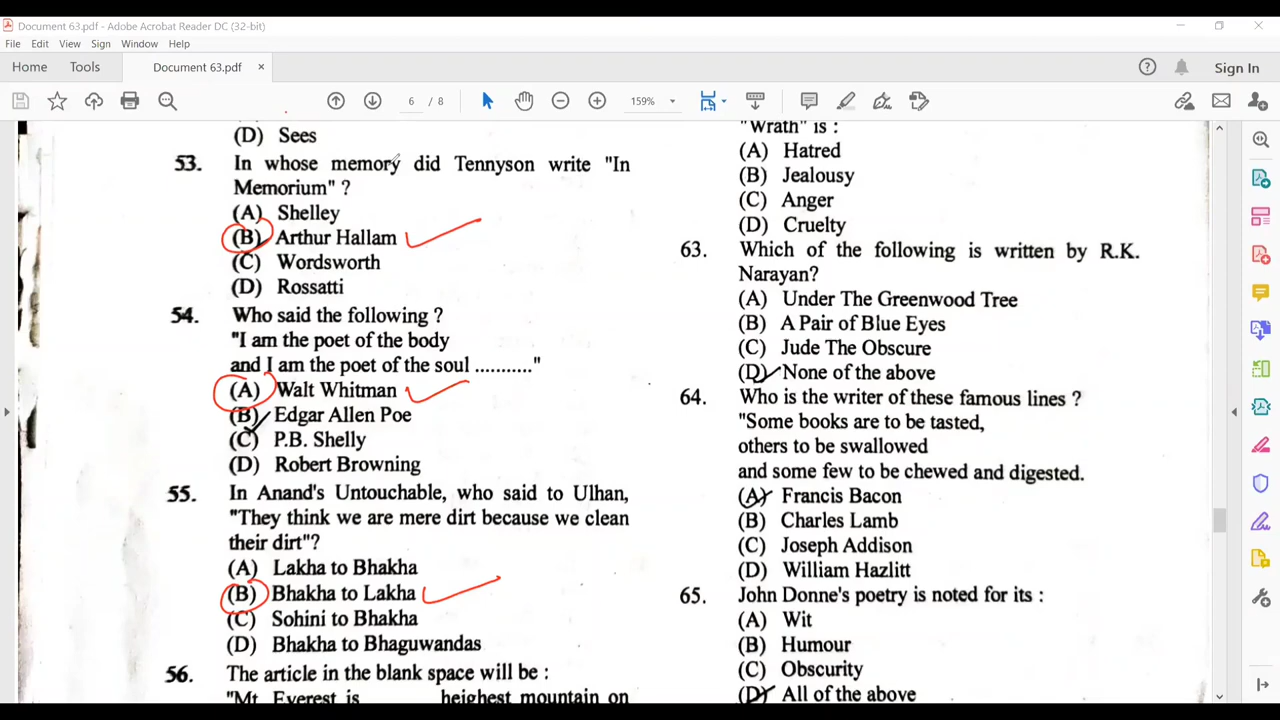 Document 63.pdf - Adobe Acrobat Reader DC (32-bit)
File Edit View Sign Window Help
Home Tools Document 63.pdf × Sign In
6 / 8 159%
(D) Sees
53. In whose memory did Tennyson write "In
Memorium" ?
(A) Shelley
(B) Arthur Hallam
(C) Wordsworth
(D) Rossatti
54. Who said the following ?
"I am the poet of the body
and I am the poet of the soul ..........."
(A) Walt Whitman
(B) Edgar Allen Poe
(C) P.B. Shelly
(D) Robert Browning
55. In Anand's Untouchable, who said to Ulhan,
"They think we are mere dirt because we clean
their dirt"?
(A) Lakha to Bhakha
(B) Bhakha to Lakha
(C) Sohini to Bhakha
(D) Bhakha to Bhaguwandas
56. The article in the blank space will be :
"Mt. Everest is ______ heighest mountain on
"Wrath" is :
(A) Hatred
(B) Jealousy
(C) Anger
(D) Cruelty
63. Which of the following is written by R.K.
Narayan?
(A) Under The Greenwood Tree
(B) A Pair of Blue Eyes
(C) Jude The Obscure
(D) None of the above
64. Who is the writer of these famous lines ?
"Some books are to be tasted,
others to be swallowed
and some few to be chewed and digested.
(A) Francis Bacon
(B) Charles Lamb
(C) Joseph Addison
(D) William Hazlitt
65. John Donne's poetry is noted for its :
(A) Wit
(B) Humour
(C) Obscurity
(D) All of the above